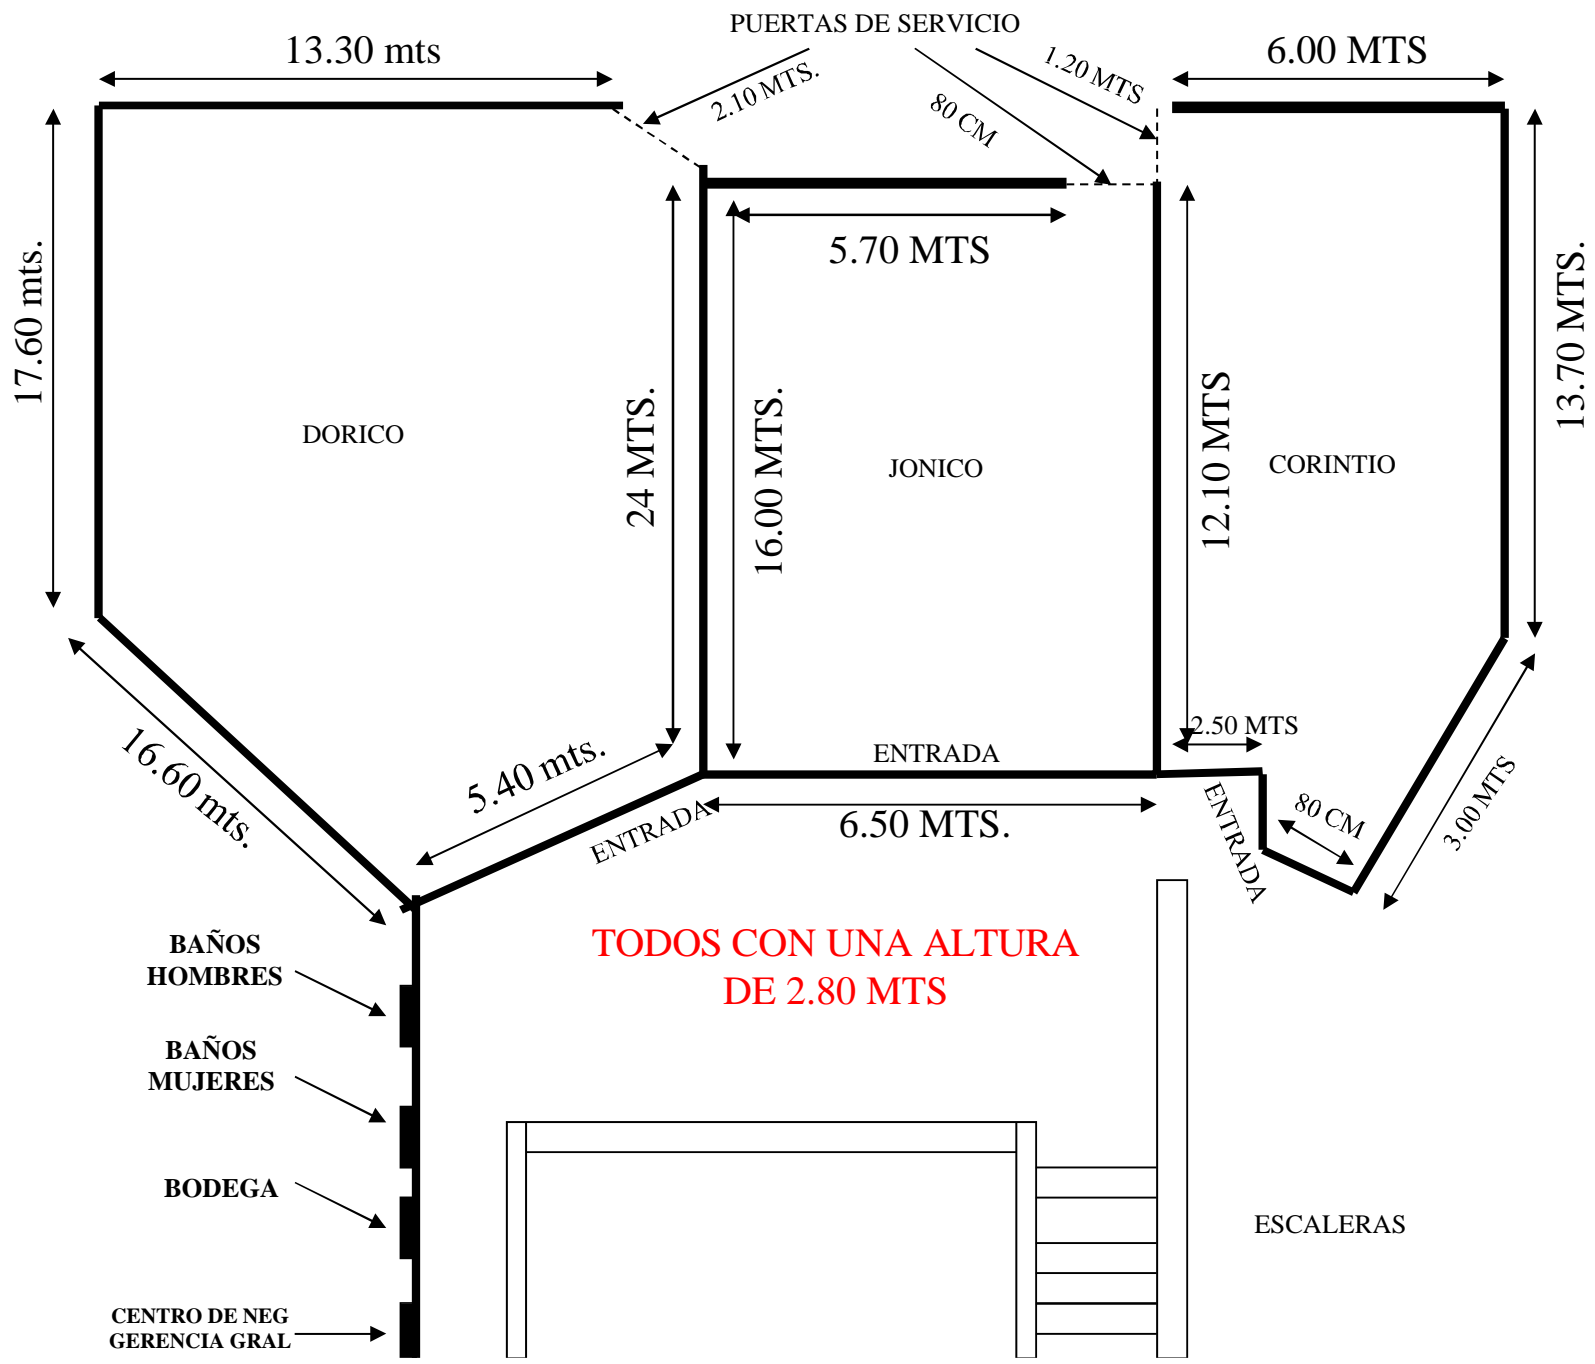 PUERTAS DE SERVICIO
13.30 mts
2.10 MTS.
80 CM
1.20 MTS
6.00 MTS
17.60 mts.
5.70 MTS
24 MTS.
16.00 MTS.
12.10 MTS
13.70 MTS.
DORICO
JONICO
CORINTIO
16.60 mts.
5.40 mts.
ENTRADA
ENTRADA
6.50 MTS.
2.50 MTS
ENTRADA
80 CM
3.00 MTS
TODOS CON UNA ALTURA
DE 2.80 MTS
BAÑOS
HOMBRES
BAÑOS
MUJERES
BODEGA
ESCALERAS
CENTRO DE NEG
GERENCIA GRAL